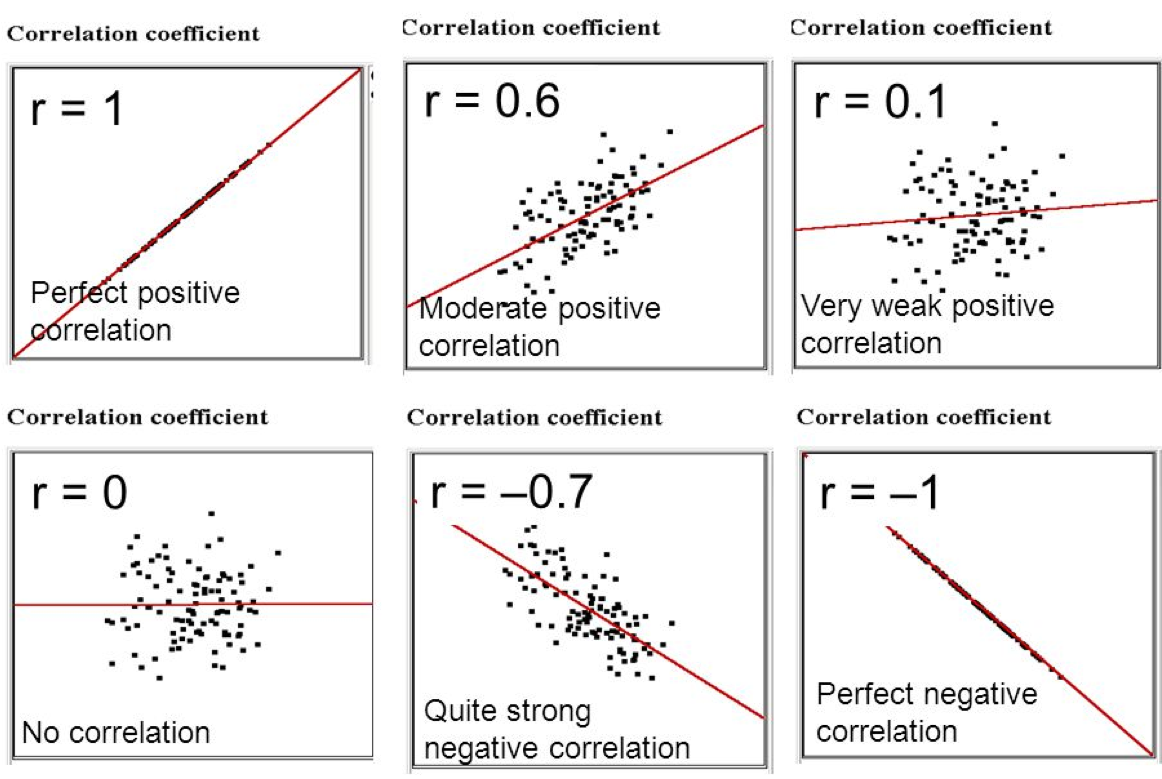 Correlation coefficient
r = 1
Perfect positive
correlation
Correlation coefficient
r = 0.6
Moderate positive
correlation
Correlation coefficient
r = 0.1
Very weak positive
correlation
Correlation coefficient
r = 0
No correlation
Correlation coefficient
r = –0.7
Quite strong
negative correlation
Correlation coefficient
r = –1
Perfect negative
correlation